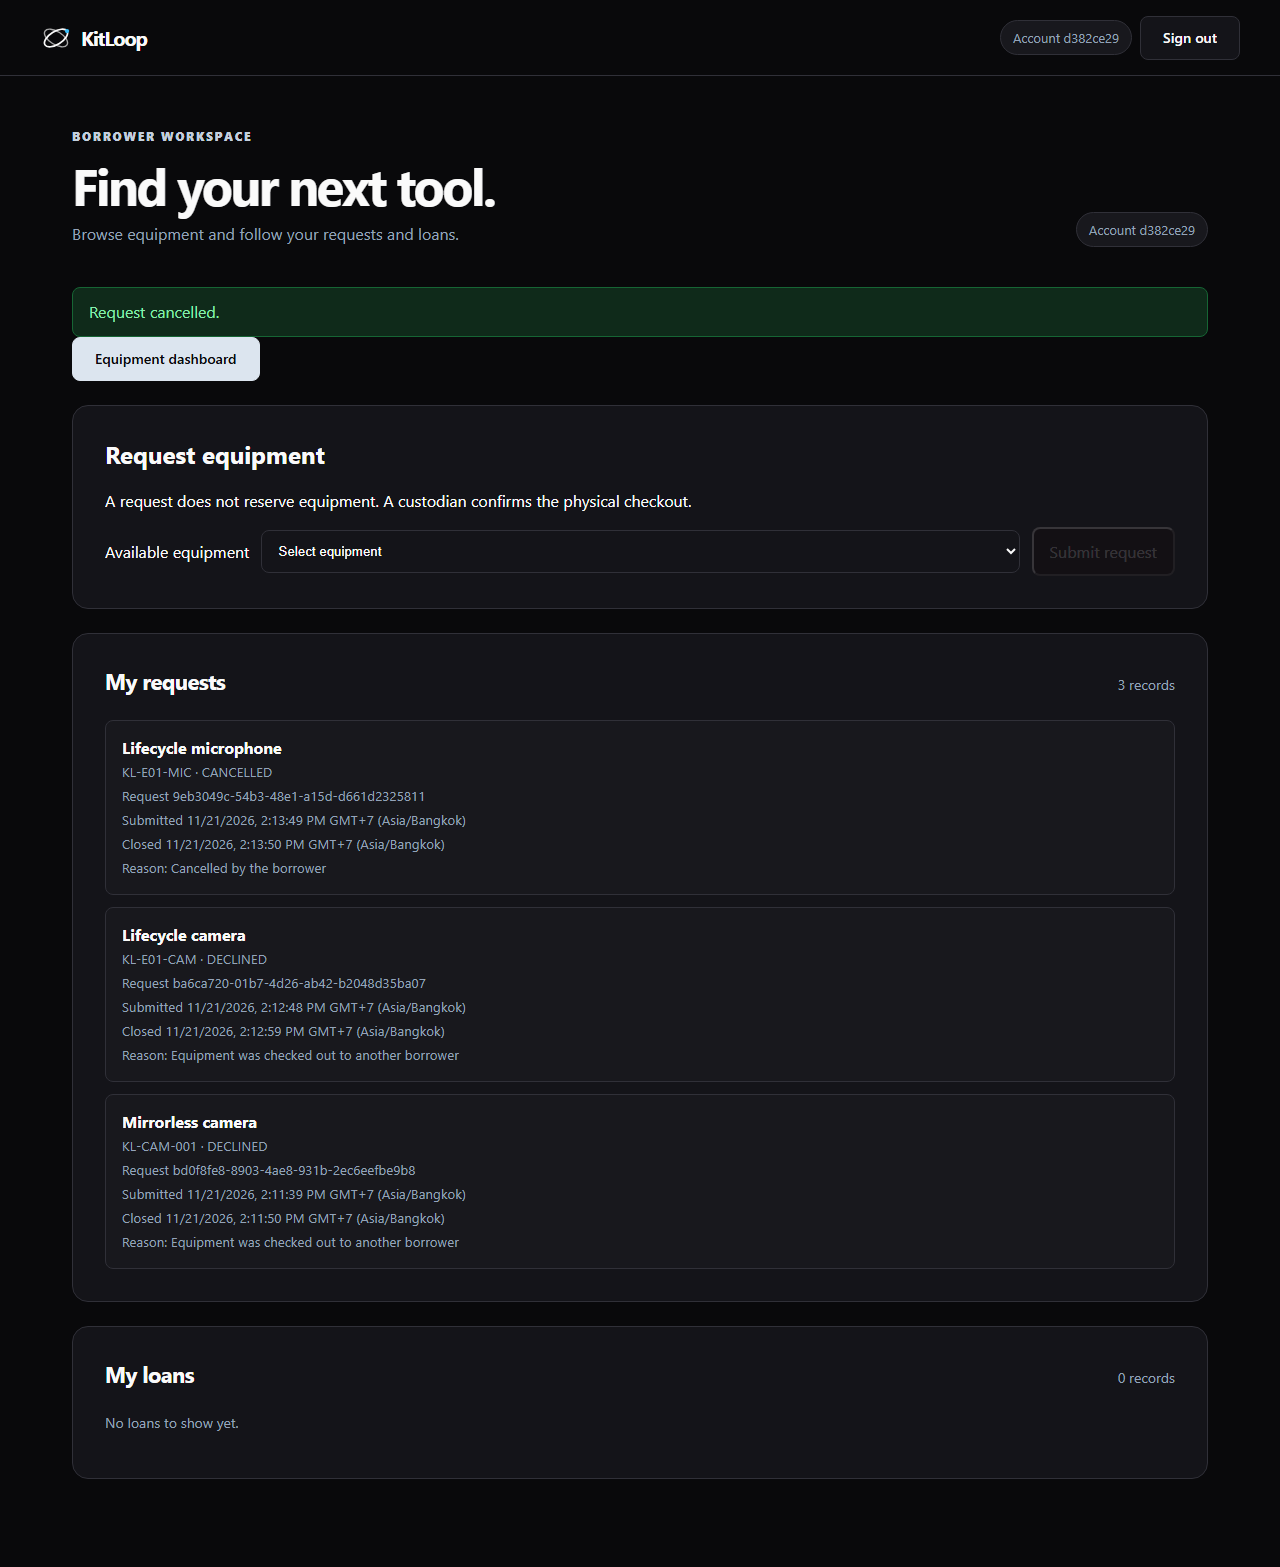 KitLoop
Account d382ce29
Sign out
BORROWER WORKSPACE
Find your next tool.
Browse equipment and follow your requests and loans.
Account d382ce29
Request cancelled.
Equipment dashboard
Request equipment
A request does not reserve equipment. A custodian confirms the physical checkout.
Available equipment
Select equipment
Submit request
My requests
3 records
Lifecycle microphone
KL-E01-MIC · CANCELLED
Request 9eb3049c-54b3-48e1-a15d-d661d2325811
Submitted 11/21/2026, 2:13:49 PM GMT+7 (Asia/Bangkok)
Closed 11/21/2026, 2:13:50 PM GMT+7 (Asia/Bangkok)
Reason: Cancelled by the borrower
Lifecycle camera
KL-E01-CAM · DECLINED
Request ba6ca720-01b7-4d26-ab42-b2048d35ba07
Submitted 11/21/2026, 2:12:48 PM GMT+7 (Asia/Bangkok)
Closed 11/21/2026, 2:12:59 PM GMT+7 (Asia/Bangkok)
Reason: Equipment was checked out to another borrower
Mirrorless camera
KL-CAM-001 · DECLINED
Request bd0f8fe8-8903-4ae8-931b-2ec6eefbe9b8
Submitted 11/21/2026, 2:11:39 PM GMT+7 (Asia/Bangkok)
Closed 11/21/2026, 2:11:50 PM GMT+7 (Asia/Bangkok)
Reason: Equipment was checked out to another borrower
My loans
0 records
No loans to show yet.